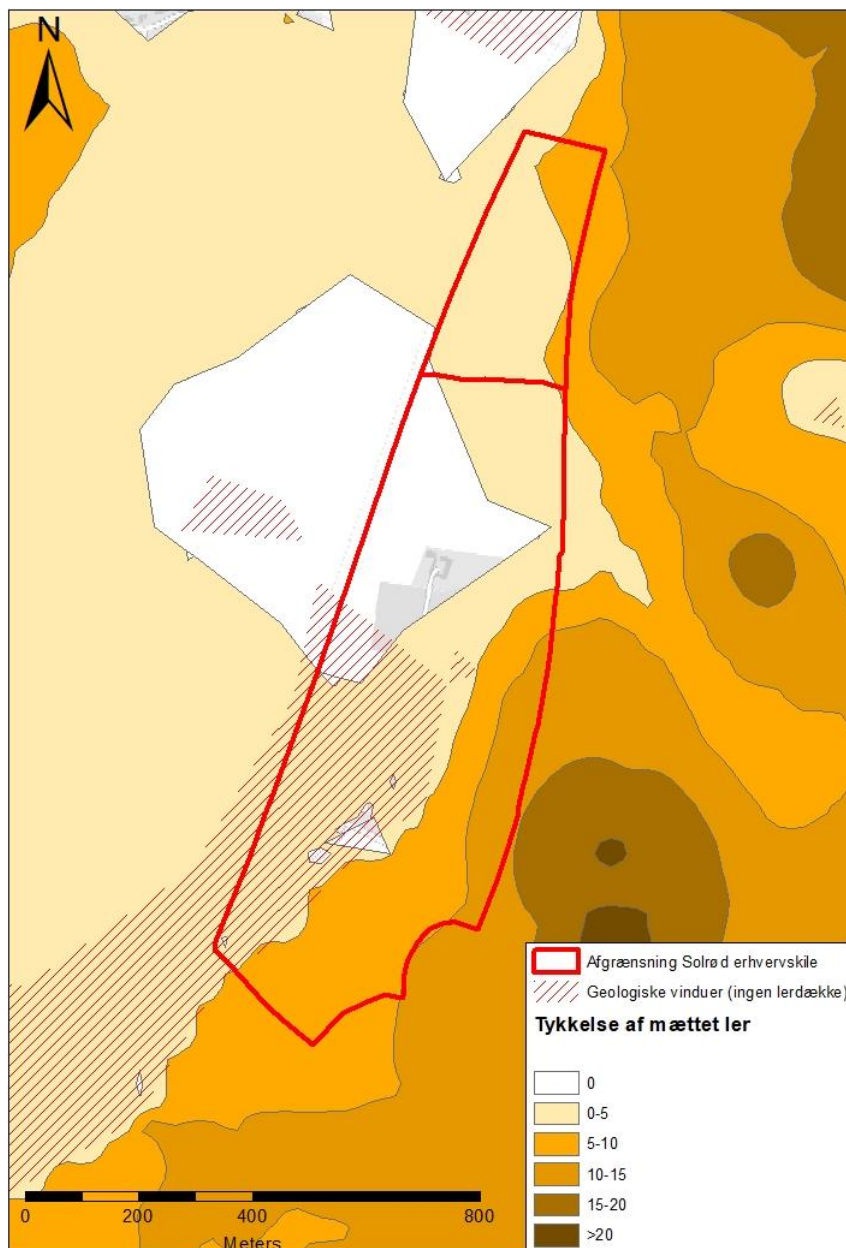 N
Afgrænsning Solrød erhvervskile
Geologiske vinduer (ingen lerdække)
Tykkelse af mættet ler
0
0-5
5-10
10-15
15-20
>20
0 200 400 800
Meters